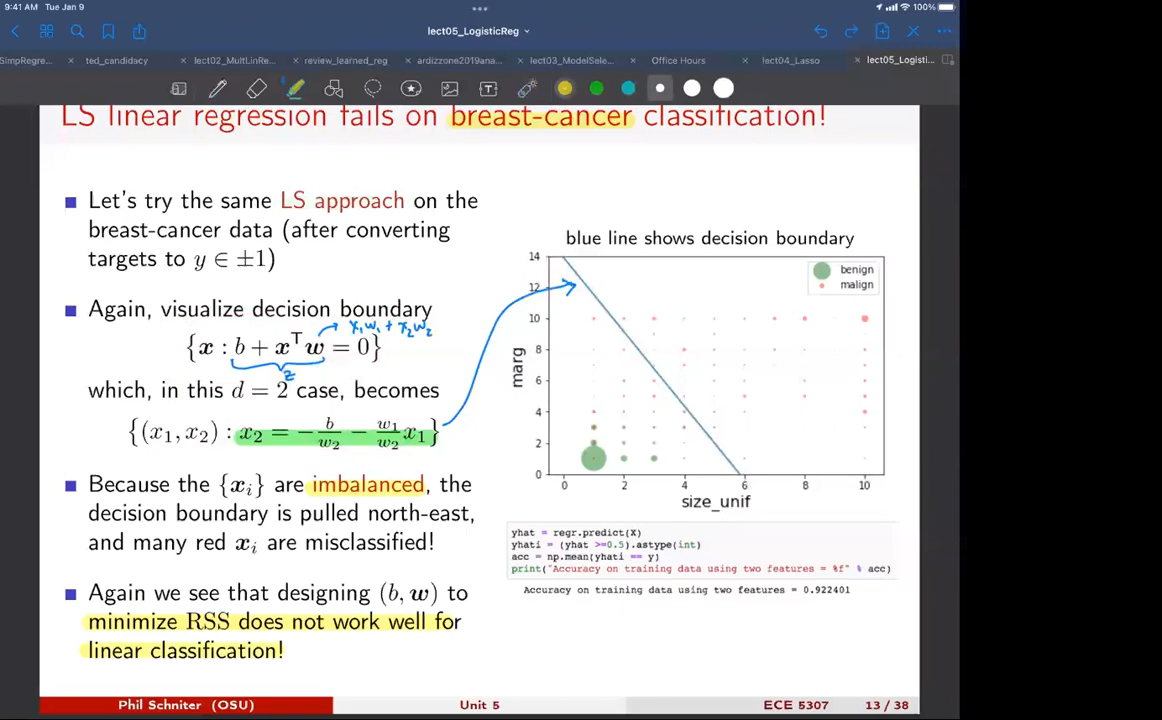 9:41 AM Tue Jan 9
100%
lect05_LogisticReg
SimpRegre...
ted_candidacy
lect02_MultLinRe...
review_learned_reg
ardizzone2019ana...
lect03_ModelSele...
Office Hours
lect04_Lasso
lect05_Logisti...
LS linear regression fails on breast-cancer classification!
Let's try the same LS approach on the
breast-cancer data (after converting
targets to y ∈ ±1)
Again, visualize decision boundary
x₁w₁ + x₂w₂
{x : b + xᵀw = 0}
z
which, in this d = 2 case, becomes
{(x₁, x₂) : x₂ = −b/w₂ − w₁/w₂ x₁}
Because the {xᵢ} are imbalanced, the
decision boundary is pulled north-east,
and many red xᵢ are misclassified!
Again we see that designing (b, w) to
minimize RSS does not work well for
linear classification!
blue line shows decision boundary
benign
malign
14
12
10
8
6
4
2
0
marg
0 2 4 6 8 10
size_unif
yhat = regr.predict(X)
yhati = (yhat >=0.5).astype(int)
acc = np.mean(yhati == y)
print("Accuracy on training data using two features = %f" % acc)
Accuracy on training data using two features = 0.922401
Phil Schniter (OSU)
Unit 5
ECE 5307
13 / 38